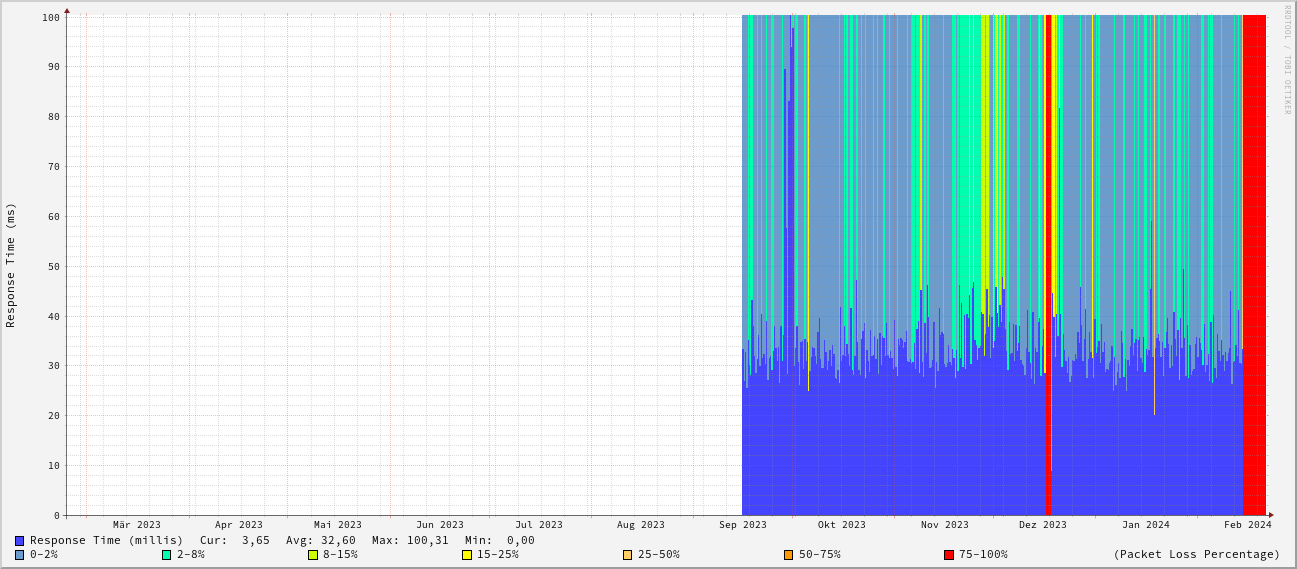 RRDTOOL / TOBI OETIKER
Response Time (ms)
100
90
80
70
60
50
40
30
20
10
0
Mär 2023 Apr 2023 Mai 2023 Jun 2023 Jul 2023 Aug 2023 Sep 2023 Okt 2023 Nov 2023 Dez 2023 Jan 2024 Feb 2024
Response Time (millis) Cur: 3,65 Avg: 32,60 Max: 100,31 Min: 0,00
0-2% 2-8% 8-15% 15-25% 25-50% 50-75% 75-100% (Packet Loss Percentage)